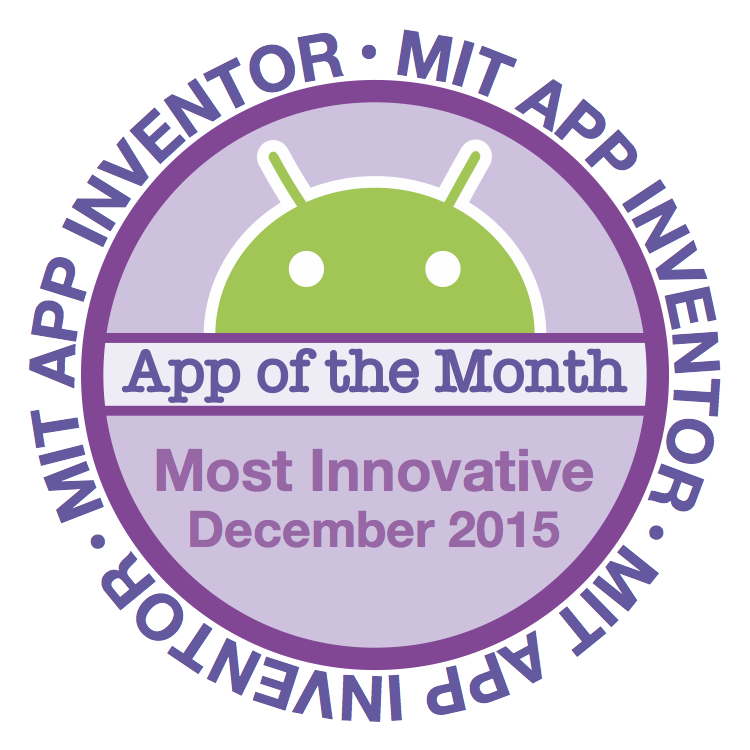 MIT APP INVENTOR • MIT APP INVENTOR • MIT APP INVENTOR •
App of the Month
Most Innovative
December 2015